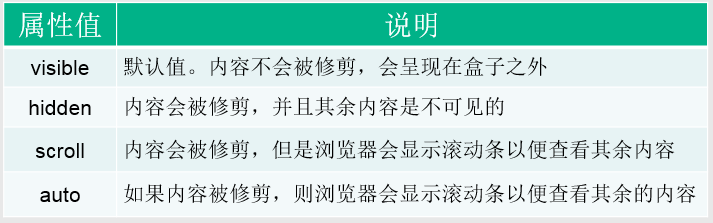 属性值 说明
visible 默认值。内容不会被修剪，会呈现在盒子之外
hidden 内容会被修剪，并且其余内容是不可见的
scroll 内容会被修剪，但是浏览器会显示滚动条以便查看其余内容
auto 如果内容被修剪，则浏览器会显示滚动条以便查看其余的内容